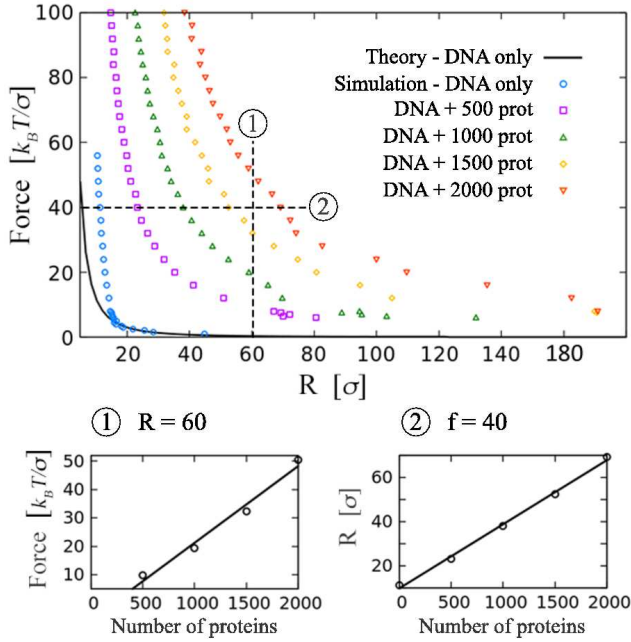 100
80
60
40
20
0
Force [k_BT/σ]
Theory - DNA only
Simulation - DNA only
DNA + 500 prot
DNA + 1000 prot
DNA + 1500 prot
DNA + 2000 prot
1
2
20 40 60 80 100 120 140 160 180
R [σ]
1 R = 60
2 f = 40
50
40
30
20
10
Force [k_BT/σ]
0 500 1000 1500 2000
Number of proteins
60
40
20
R [σ]
0 500 1000 1500 2000
Number of proteins